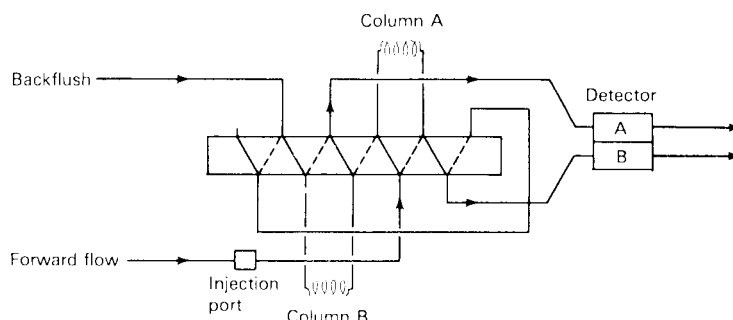 Column A
Backflush
Detector
A
B
Forward flow
Injection
port
Column B